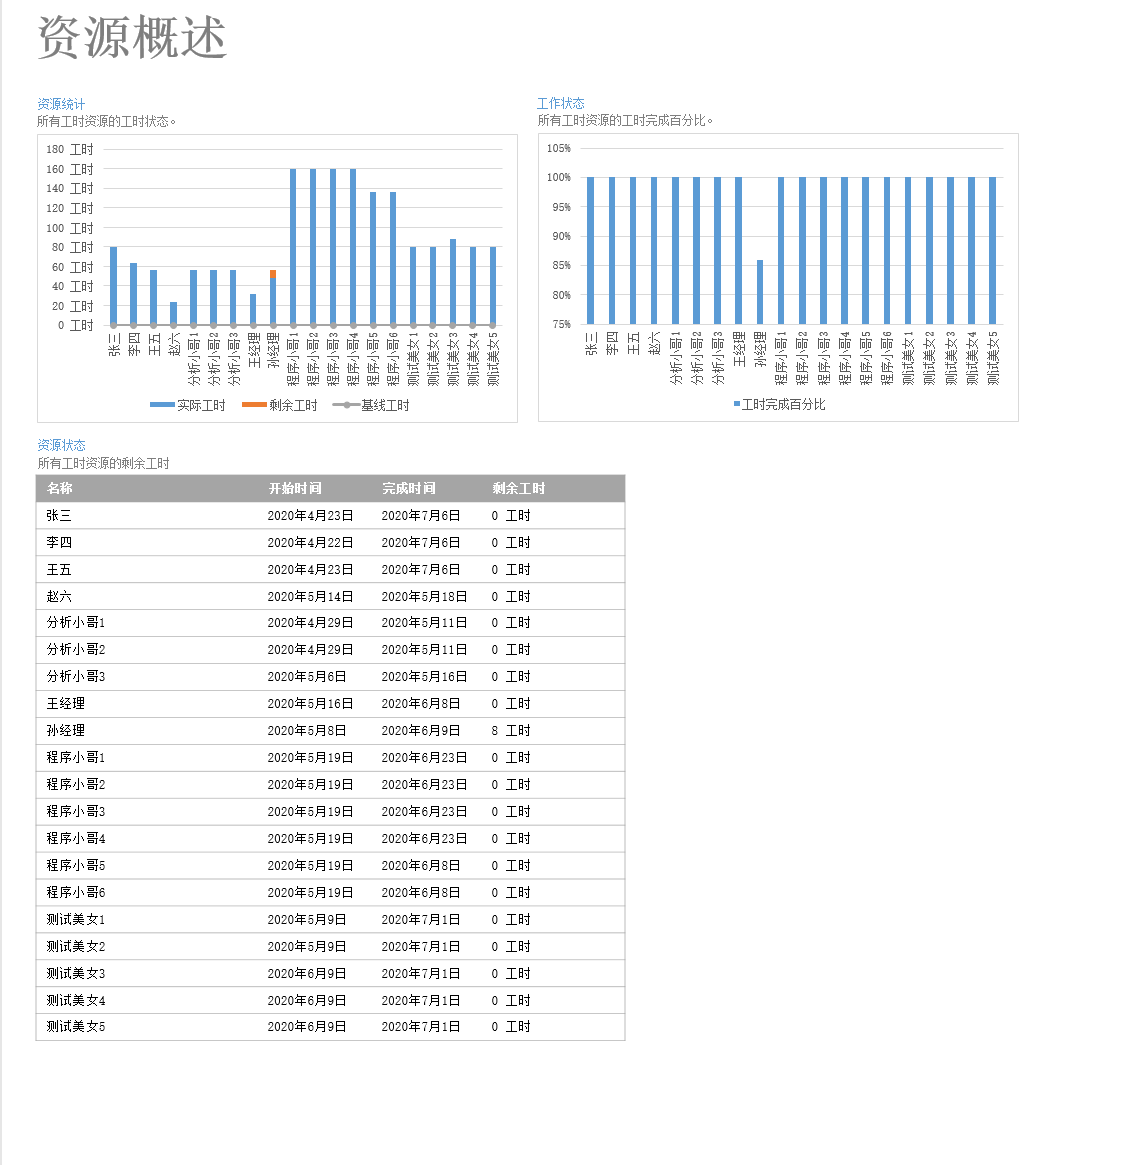 资源概述
资源统计
所有工时资源的工时状态。
180 工时
160 工时
140 工时
120 工时
100 工时
80 工时
60 工时
40 工时
20 工时
0 工时
张三 李四 王五 赵六 分析小哥1 分析小哥2 分析小哥3 王经理 孙经理 程序小哥1 程序小哥2 程序小哥3 程序小哥4 程序小哥5 程序小哥6 测试美女1 测试美女2 测试美女3 测试美女4 测试美女5
实际工时 剩余工时 基线工时
工作状态
所有工时资源的工时完成百分比。
105%
100%
95%
90%
85%
80%
75%
张三 李四 王五 赵六 分析小哥1 分析小哥2 分析小哥3 王经理 孙经理 程序小哥1 程序小哥2 程序小哥3 程序小哥4 程序小哥5 程序小哥6 测试美女1 测试美女2 测试美女3 测试美女4 测试美女5
工时完成百分比
资源状态
所有工时资源的剩余工时
名称 开始时间 完成时间 剩余工时
张三 2020年4月23日 2020年7月6日 0 工时
李四 2020年4月22日 2020年7月6日 0 工时
王五 2020年4月23日 2020年7月6日 0 工时
赵六 2020年5月14日 2020年5月18日 0 工时
分析小哥1 2020年4月29日 2020年5月11日 0 工时
分析小哥2 2020年4月29日 2020年5月11日 0 工时
分析小哥3 2020年5月6日 2020年5月16日 0 工时
王经理 2020年5月16日 2020年6月8日 0 工时
孙经理 2020年5月8日 2020年6月9日 8 工时
程序小哥1 2020年5月19日 2020年6月23日 0 工时
程序小哥2 2020年5月19日 2020年6月23日 0 工时
程序小哥3 2020年5月19日 2020年6月23日 0 工时
程序小哥4 2020年5月19日 2020年6月23日 0 工时
程序小哥5 2020年5月19日 2020年6月8日 0 工时
程序小哥6 2020年5月19日 2020年6月8日 0 工时
测试美女1 2020年5月9日 2020年7月1日 0 工时
测试美女2 2020年5月9日 2020年7月1日 0 工时
测试美女3 2020年6月9日 2020年7月1日 0 工时
测试美女4 2020年6月9日 2020年7月1日 0 工时
测试美女5 2020年6月9日 2020年7月1日 0 工时